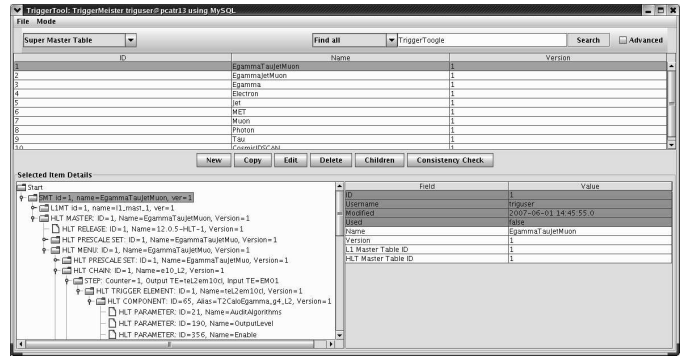 TriggerTool: TriggerMeister triguser@pcatr13 using MySQL
File Mode
Super Master Table Find all TriggerToogle Search Advanced
ID Name Version
1 EgammaTauJetMuon 1
2 EgammaJetMuon 1
3 Egamma 1
4 Electron 1
5 Jet 1
6 MET 1
7 Muon 1
8 Photon 1
9 Tau 1
10 CosmicIDSCAN 1
New Copy Edit Delete Children Consistency Check
Selected Item Details
Start
SMT id=1, name=EgammaTauJetMuon, ver=1
L1MT id=1, name=l1_mast_1, ver=1
HLT MASTER: ID=1, Name=EgammaTauJetMuo, Version=1
HLT RELEASE: ID=1, Name=12.0.5-HLT-1, Version=1
HLT PRESCALE SET: ID=1, Name=EgammaTauJetMuo, Version=1
HLT MENU: ID=1, Name=EgammaTauJetMuo, Version=1
HLT PRESCALE SET: ID=1, Name=EgammaTauJetMuo, Version=1
HLT CHAIN: ID=1, Name=e10_L2, Version=1
STEP: Counter=1, Output TE=teL2em10cl, Input TE=EM01
HLT TRIGGER ELEMENT: ID=1, Name=teL2em10cl, Version=1
HLT COMPONENT: ID=65, Alias=T2CaloEgamma_g4_L2, Version=1
HLT PARAMETER: ID=21, Name=AuditAlgorithms
HLT PARAMETER: ID=190, Name=OutputLevel
HLT PARAMETER: ID=356, Name=Enable
Field Value
ID 1
Username triguser
Modified 2007-06-01 14:45:55.0
Used false
Name EgammaTauJetMuon
Version 1
L1 Master Table ID 1
HLT Master Table ID 1